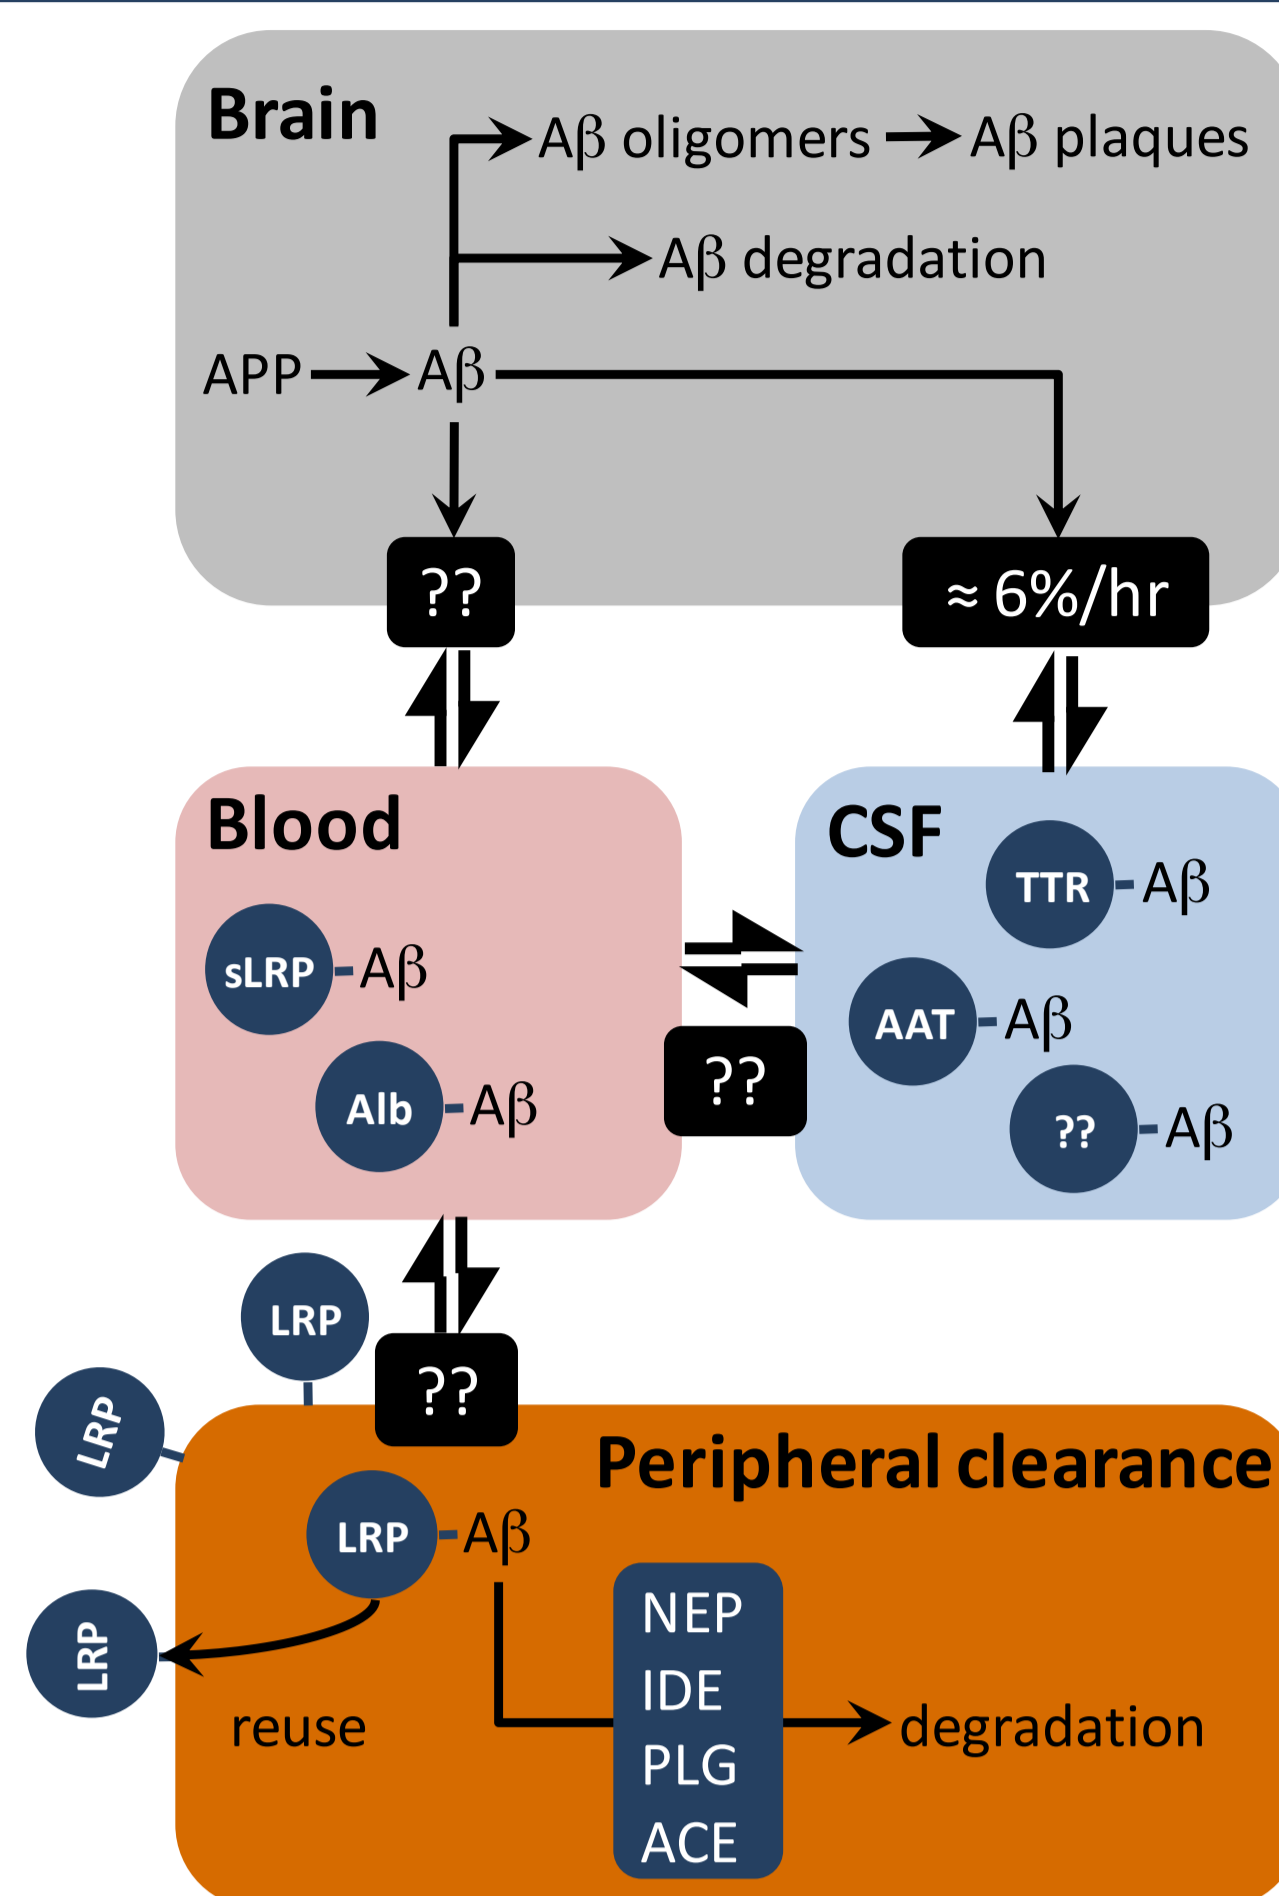 Brain
Aβ oligomers
Aβ plaques
Aβ degradation
APP
Aβ
??
≈ 6%/hr
Blood
CSF
TTR
Aβ
sLRP
Aβ
AAT
Aβ
??
Alb
Aβ
??
Aβ
LRP
??
LRP
Peripheral clearance
LRP
Aβ
NEP
LRP
IDE
reuse
degradation
PLG
ACE